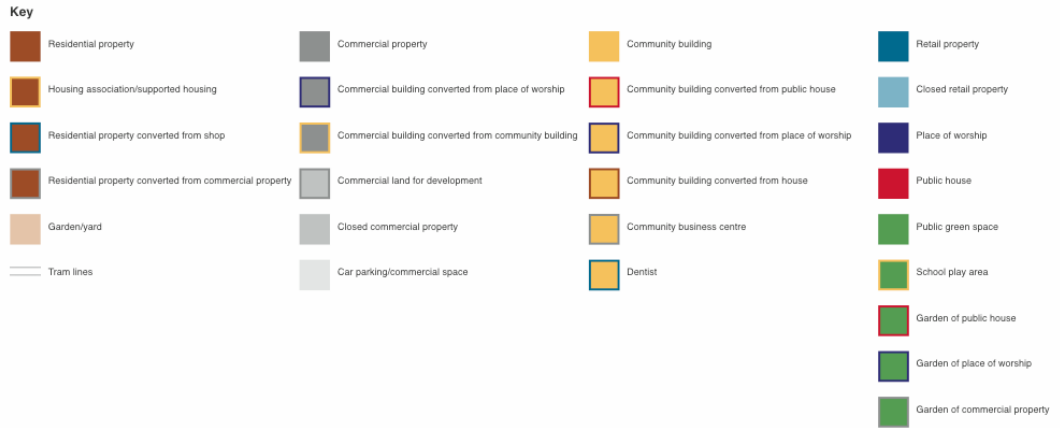 Key
Residential property
Housing association/supported housing
Residential property converted from shop
Residential property converted from commercial property
Garden/yard
Tram lines
Commercial property
Commercial building converted from place of worship
Commercial building converted from community building
Commercial land for development
Closed commercial property
Car parking/commercial space
Community building
Community building converted from public house
Community building converted from place of worship
Community building converted from house
Community business centre
Dentist
Retail property
Closed retail property
Place of worship
Public house
Public green space
School play area
Garden of public house
Garden of place of worship
Garden of commercial property